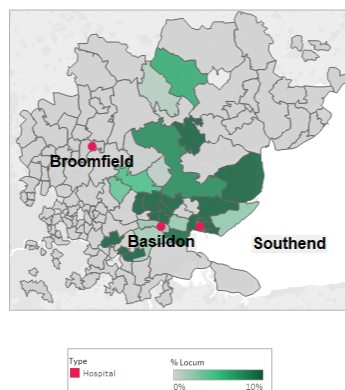 Broomfield
Basildon
Southend
Type
Hospital
% Locum
0%
10%